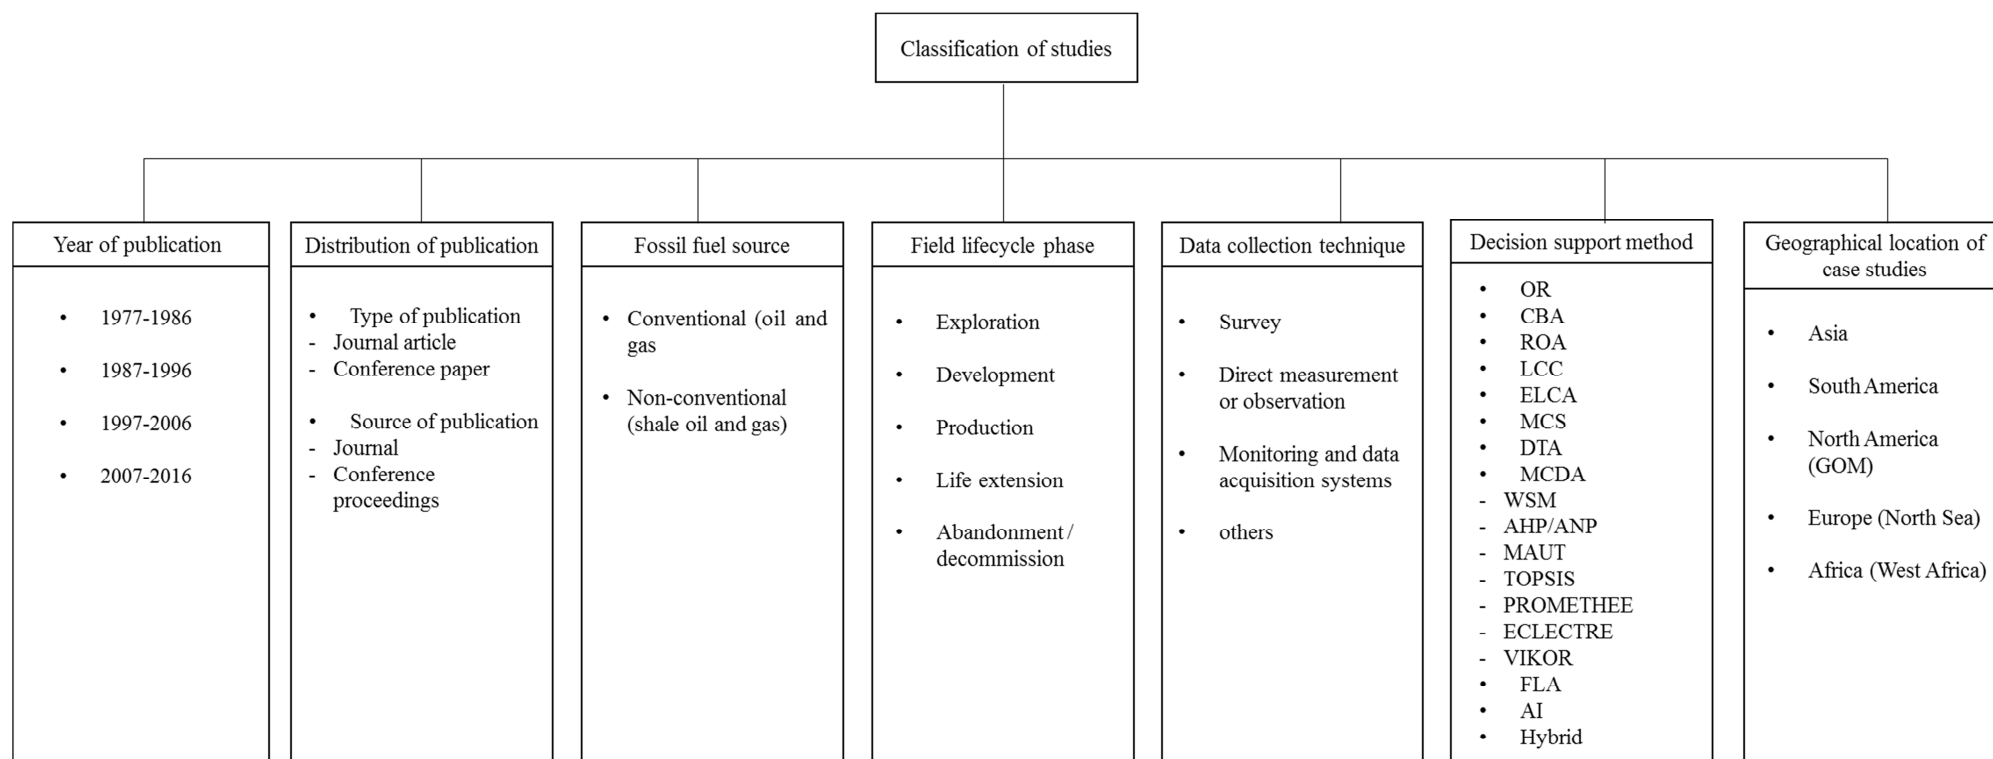 Classification of studies
Year of publication
• 1977-1986
• 1987-1996
• 1997-2006
• 2007-2016
Distribution of publication
• Type of publication
- Journal article
- Conference paper
• Source of publication
- Journal
- Conference
proceedings
Fossil fuel source
• Conventional (oil and
gas
• Non-conventional
(shale oil and gas)
Field lifecycle phase
• Exploration
• Development
• Production
• Life extension
• Abandonment /
decommission
Data collection technique
• Survey
• Direct measurement
or observation
• Monitoring and data
acquisition systems
• others
Decision support method
• OR
• CBA
• ROA
• LCC
• ELCA
• MCS
• DTA
• MCDA
- WSM
- AHP/ANP
- MAUT
- TOPSIS
- PROMETHEE
- ECLECTRE
- VIKOR
• FLA
• AI
• Hybrid
Geographical location of
case studies
• Asia
• South America
• North America
(GOM)
• Europe (North Sea)
• Africa (West Africa)